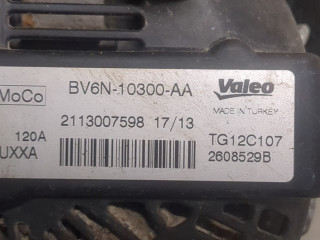 MoCo BV6N-10300-AA Valeo
MADE IN TURKEY
2113007598 17/13
120A TG12C107
UXXA 2608529B